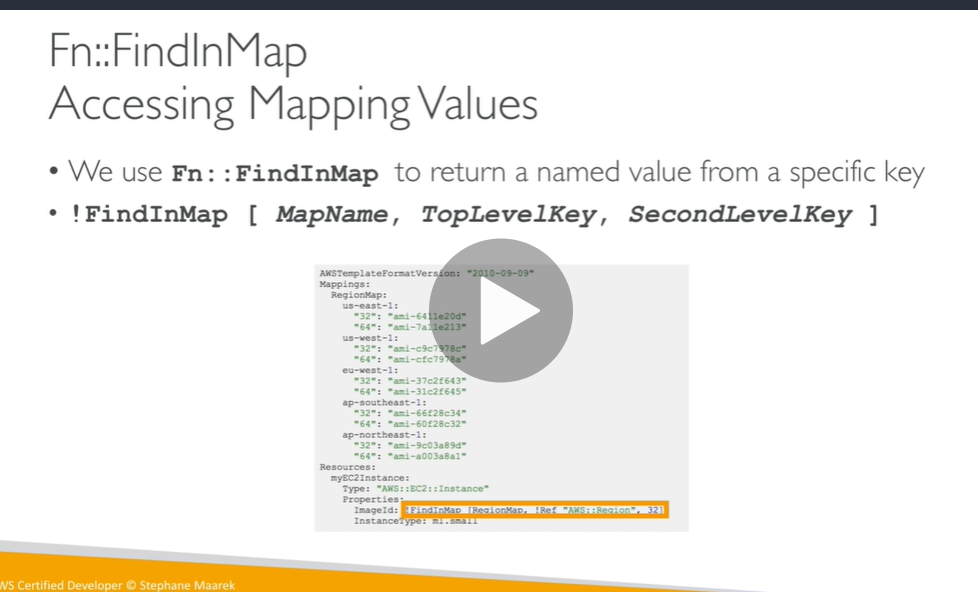 Fn::FindInMap
Accessing Mapping Values
• We use Fn::FindInMap to return a named value from a specific key
• !FindInMap [ MapName, TopLevelKey, SecondLevelKey ]
AWSTemplateFormatVersion: "2010-09-09"
Mappings:
RegionMap:
us-east-1:
"32": "ami-6411e20d"
"64": "ami-7a11e213"
us-west-1:
"32": "ami-c9c7978c"
"64": "ami-cfc7978a"
eu-west-1:
"32": "ami-37c2f643"
"64": "ami-31c2f645"
ap-southeast-1:
"32": "ami-66f28c34"
"64": "ami-60f28c32"
ap-northeast-1:
"32": "ami-9c03a89d"
"64": "ami-a003a8a1"
Resources:
myEC2Instance:
Type: "AWS::EC2::Instance"
Properties:
ImageId: !FindInMap [RegionMap, !Ref "AWS::Region", 32]
InstanceType: m1.small
WS Certified Developer © Stephane Maarek